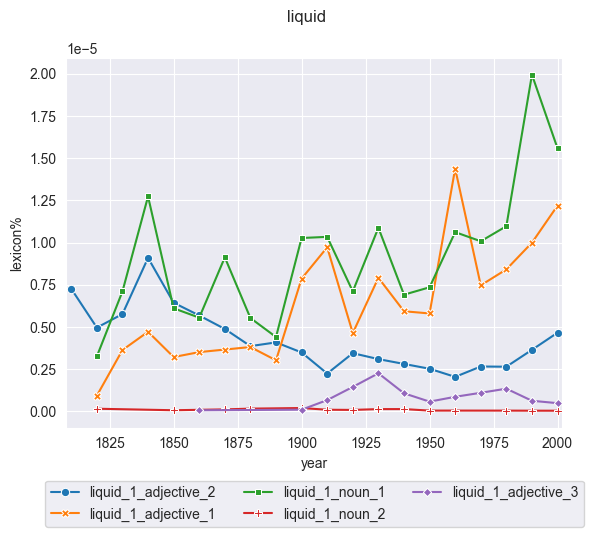 liquid
1e−5
2.00
1.75
1.50
1.25
1.00
0.75
0.50
0.25
0.00
lexicon%
1825 1850 1875 1900 1925 1950 1975 2000
year
liquid_1_adjective_2 liquid_1_noun_1 liquid_1_adjective_3
liquid_1_adjective_1 liquid_1_noun_2